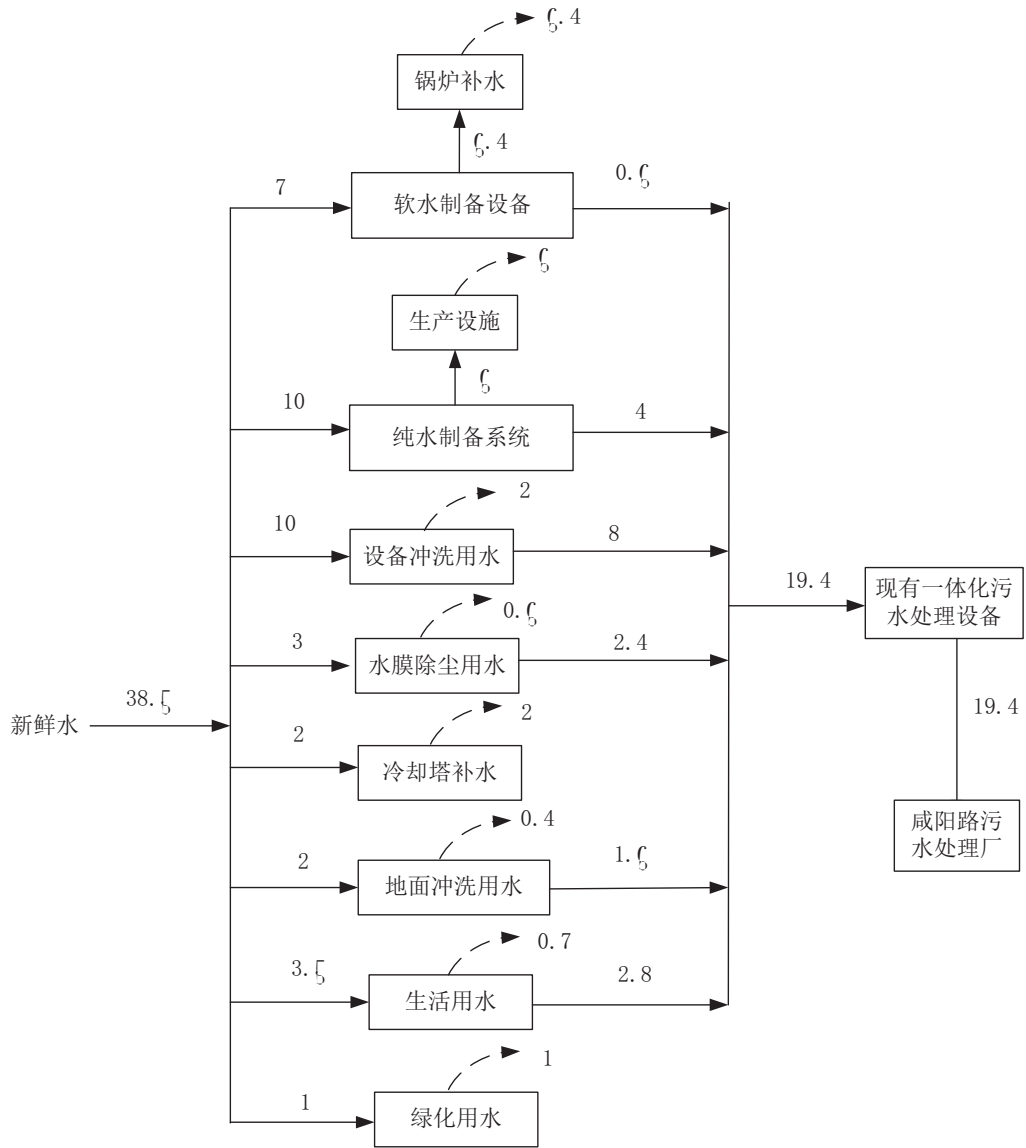 6.4
锅炉补水
6.4
7
软水制备设备
0.6
6
生产设施
6
10
纯水制备系统
4
2
10
设备冲洗用水
8
0.6
3
水膜除尘用水
2.4
19.4
现有一体化污
水处理设备
新鲜水
38.5
2
2
冷却塔补水
19.4
0.4
2
地面冲洗用水
1.6
咸阳路污
水处理厂
0.7
3.5
生活用水
2.8
1
1
绿化用水